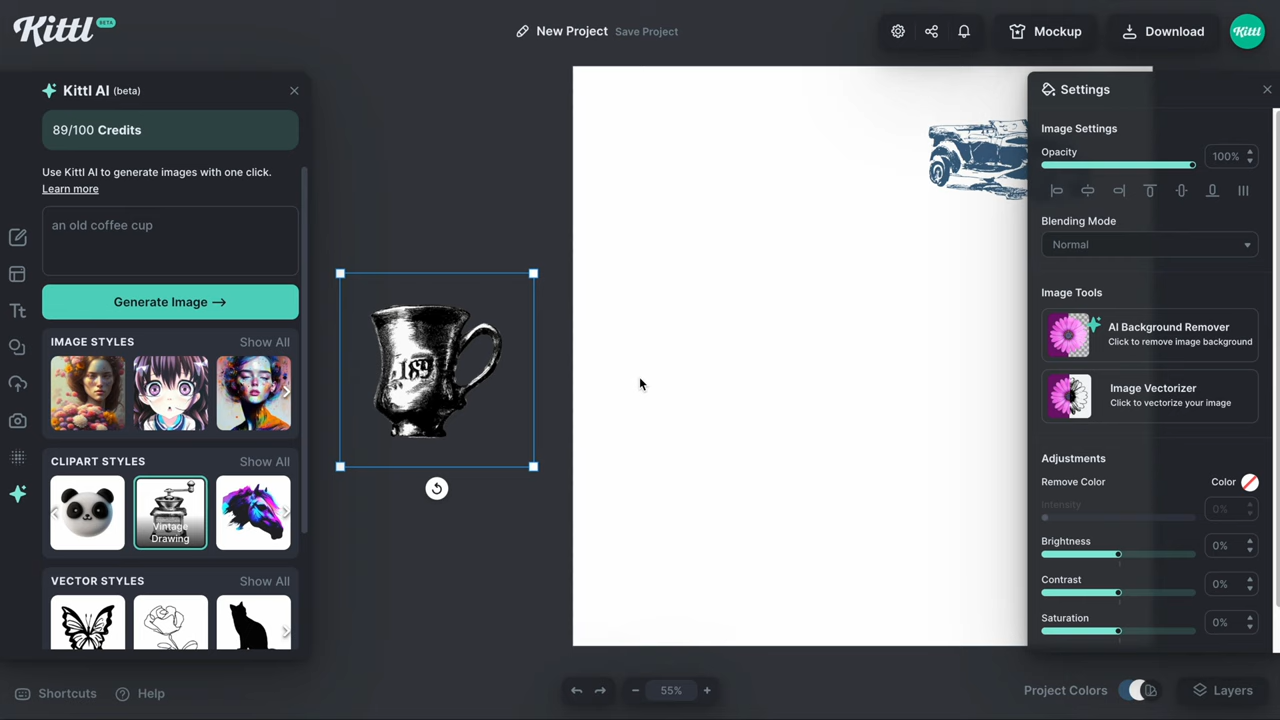 Kittl BETA
New Project Save Project
Mockup
Download
Kittl
Kittl AI (beta)
89/100 Credits
Use Kittl AI to generate images with one click.
Learn more
an old coffee cup
Generate Image →
IMAGE STYLES Show All
CLIPART STYLES Show All
Vintage
Drawing
VECTOR STYLES Show All
Tt
189
Settings
Image Settings
Opacity
100%
Blending Mode
Normal
Image Tools
AI Background Remover
Click to remove image background
Image Vectorizer
Click to vectorize your image
Adjustments
Remove Color Color
Intensity
0%
Brightness
0%
Contrast
0%
Saturation
0%
Shortcuts
Help
55%
Project Colors
Layers